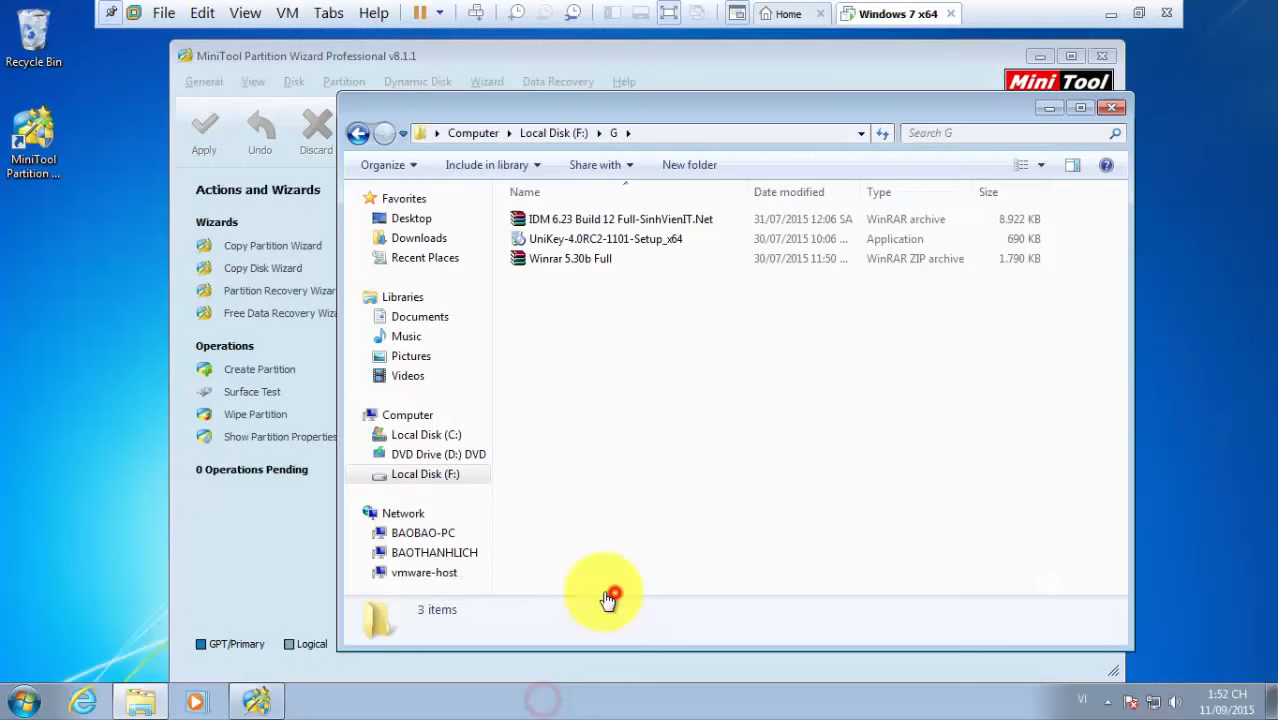 File Edit View VM Tabs Help
Home
Windows 7 x64
Recycle Bin
MiniTool Partition ...
MiniTool Partition Wizard Professional v8.1.1
General View Disk Partition Dynamic Disk Wizard Data Recovery Help
Mini Tool
Apply Undo Discard
Actions and Wizards
Wizards
Copy Partition Wizard
Copy Disk Wizard
Partition Recovery Wizar
Free Data Recovery Wiza
Operations
Create Partition
Surface Test
Wipe Partition
Show Partition Properties
0 Operations Pending
GPT/Primary Logical
Computer Local Disk (F:) G
Search G
Organize Include in library Share with New folder
Favorites
Desktop
Downloads
Recent Places
Libraries
Documents
Music
Pictures
Videos
Computer
Local Disk (C:)
DVD Drive (D:) DVD
Local Disk (F:)
Network
BAOBAO-PC
BAOTHANHLICH
vmware-host
Name Date modified Type Size
IDM 6.23 Build 12 Full-SinhVienIT.Net 31/07/2015 12:06 SA WinRAR archive 8.922 KB
UniKey-4.0RC2-1101-Setup_x64 30/07/2015 10:06 ... Application 690 KB
Winrar 5.30b Full 30/07/2015 11:50 ... WinRAR ZIP archive 1.790 KB
3 items
VI
1:52 CH
11/09/2015